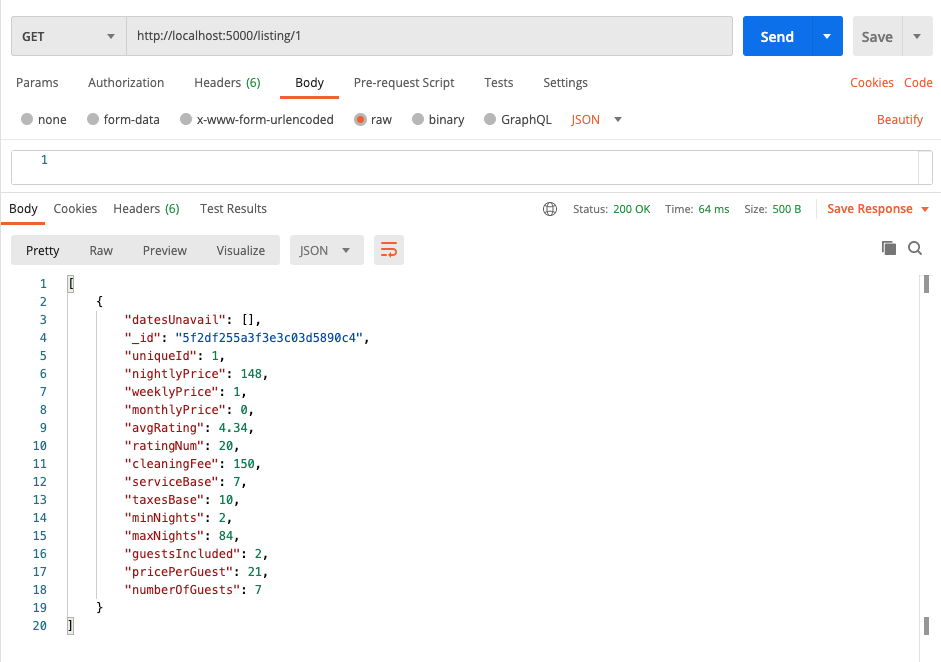 GET http://localhost:5000/listing/1 Send Save
Params Authorization Headers (6) Body Pre-request Script Tests Settings Cookies Code
none form-data x-www-form-urlencoded raw binary GraphQL JSON Beautify
1
Body Cookies Headers (6) Test Results Status: 200 OK Time: 64 ms Size: 500 B Save Response
Pretty Raw Preview Visualize JSON
1 [
2 {
3 "datesUnavail": [],
4 "_id": "5f2df255a3f3e3c03d5890c4",
5 "uniqueId": 1,
6 "nightlyPrice": 148,
7 "weeklyPrice": 1,
8 "monthlyPrice": 0,
9 "avgRating": 4.34,
10 "ratingNum": 20,
11 "cleaningFee": 150,
12 "serviceBase": 7,
13 "taxesBase": 10,
14 "minNights": 2,
15 "maxNights": 84,
16 "guestsIncluded": 2,
17 "pricePerGuest": 21,
18 "numberOfGuests": 7
19 }
20 ]